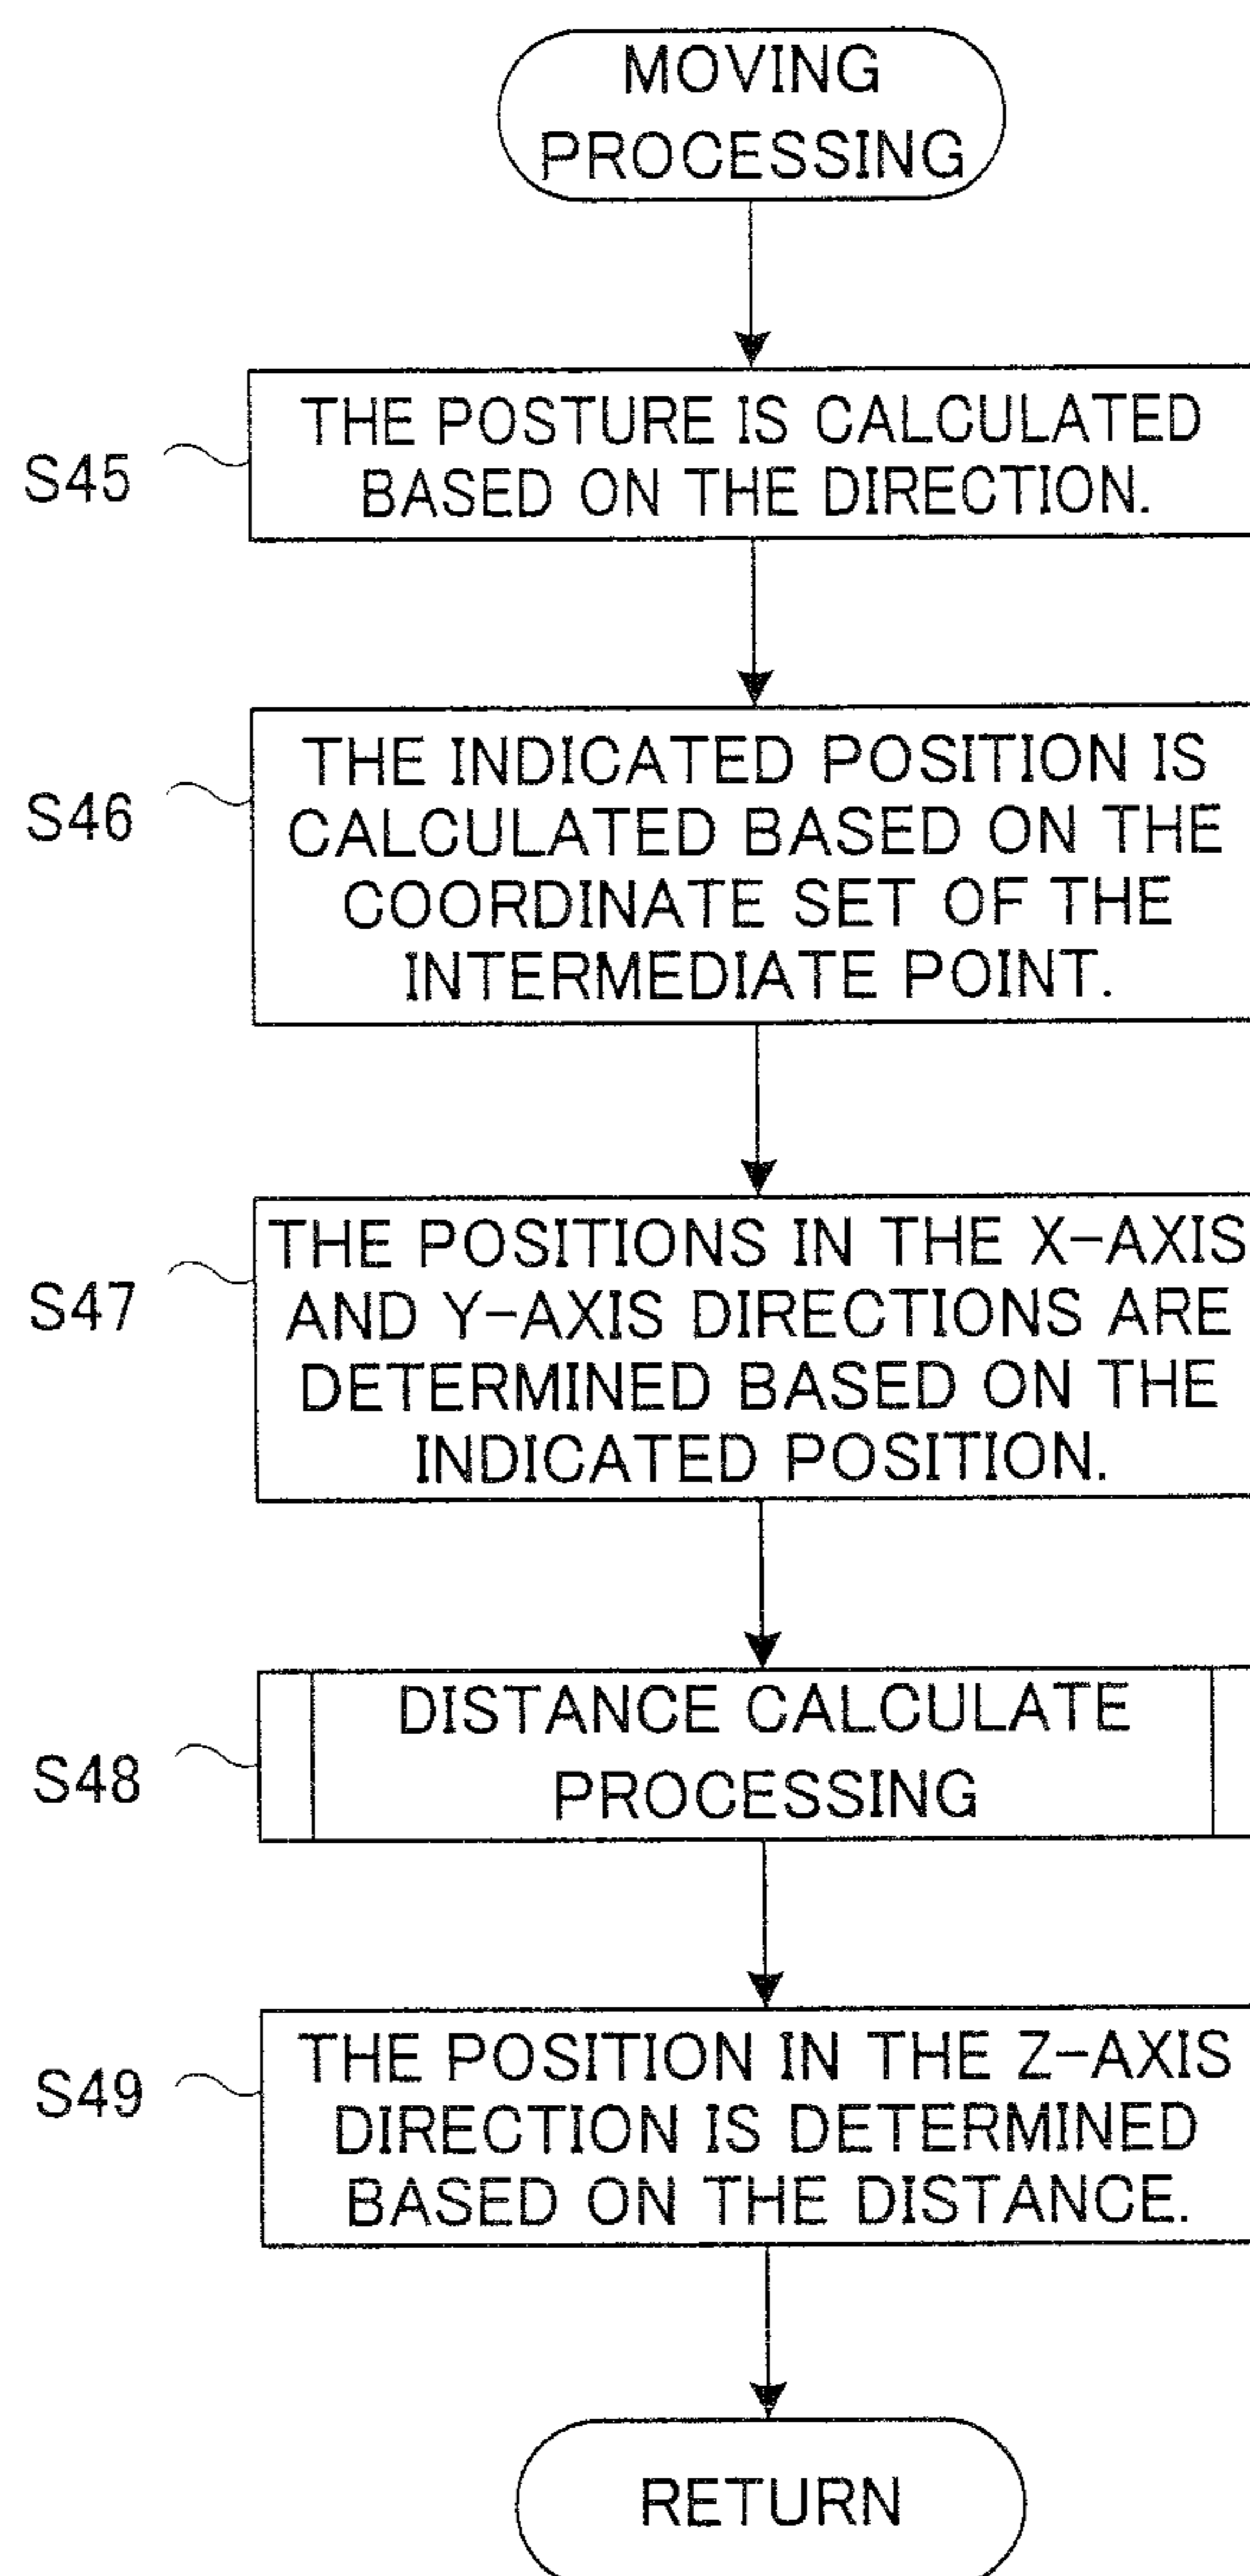 MOVING
PROCESSING
S45
THE POSTURE IS CALCULATED
BASED ON THE DIRECTION.
S46
THE INDICATED POSITION IS
CALCULATED BASED ON THE
COORDINATE SET OF THE
INTERMEDIATE POINT.
S47
THE POSITIONS IN THE X-AXIS
AND Y-AXIS DIRECTIONS ARE
DETERMINED BASED ON THE
INDICATED POSITION.
S48
DISTANCE CALCULATE
PROCESSING
S49
THE POSITION IN THE Z-AXIS
DIRECTION IS DETERMINED
BASED ON THE DISTANCE.
RETURN